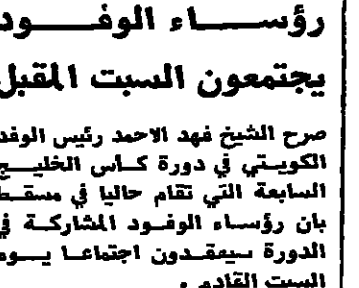 رؤساء الوفود
يجتمعون السبت المقبل
صرح الشيخ فهد الاحمد رئيس الوفد
الكويتي في دورة كأس الخليج
السابعة التي تقام حاليا في مسقط
بان رؤساء الوفود المشاركة في
الدورة سيعقدون اجتماعا يوم
السبت القادم .